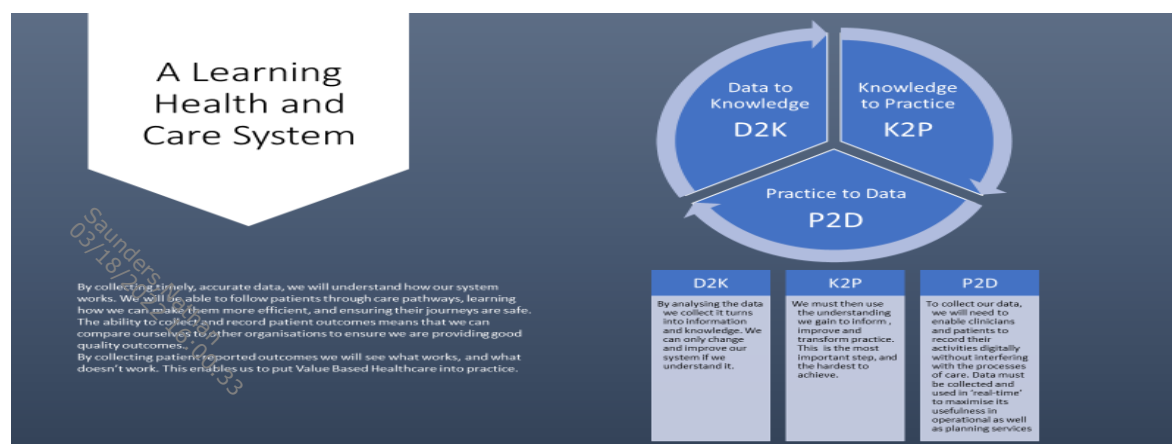 A Learning
Health and
Care System
By collecting timely, accurate data, we will understand how our system
works. We will be able to follow patients through care pathways, learning
how we can make them more efficient, and ensuring their journeys are safe.
The ability to collect and record patient outcomes means that we can
compare ourselves to other organisations to ensure we are providing good
quality outcomes.
By collecting patient reported outcomes we will see what works, and what
doesn't work. This enables us to put Value Based Healthcare into practice.
Data to
Knowledge
D2K
Knowledge
to Practice
K2P
Practice to Data
P2D
D2K
By analysing the data
we collect it turns
into information
and knowledge. We
can only change
and improve our
system if we
understand it.
K2P
We must then use
the understanding
we gain to inform ,
improve and
transform practice.
This is the most
important step, and
the hardest to
achieve.
P2D
To collect our data,
we will need to
enable clinicians
and patients to
record their
activities digitally
without interfering
with the processes
of care. Data must
be collected and
used in 'real-time'
to maximise its
usefulness in
operational as well
as planning services